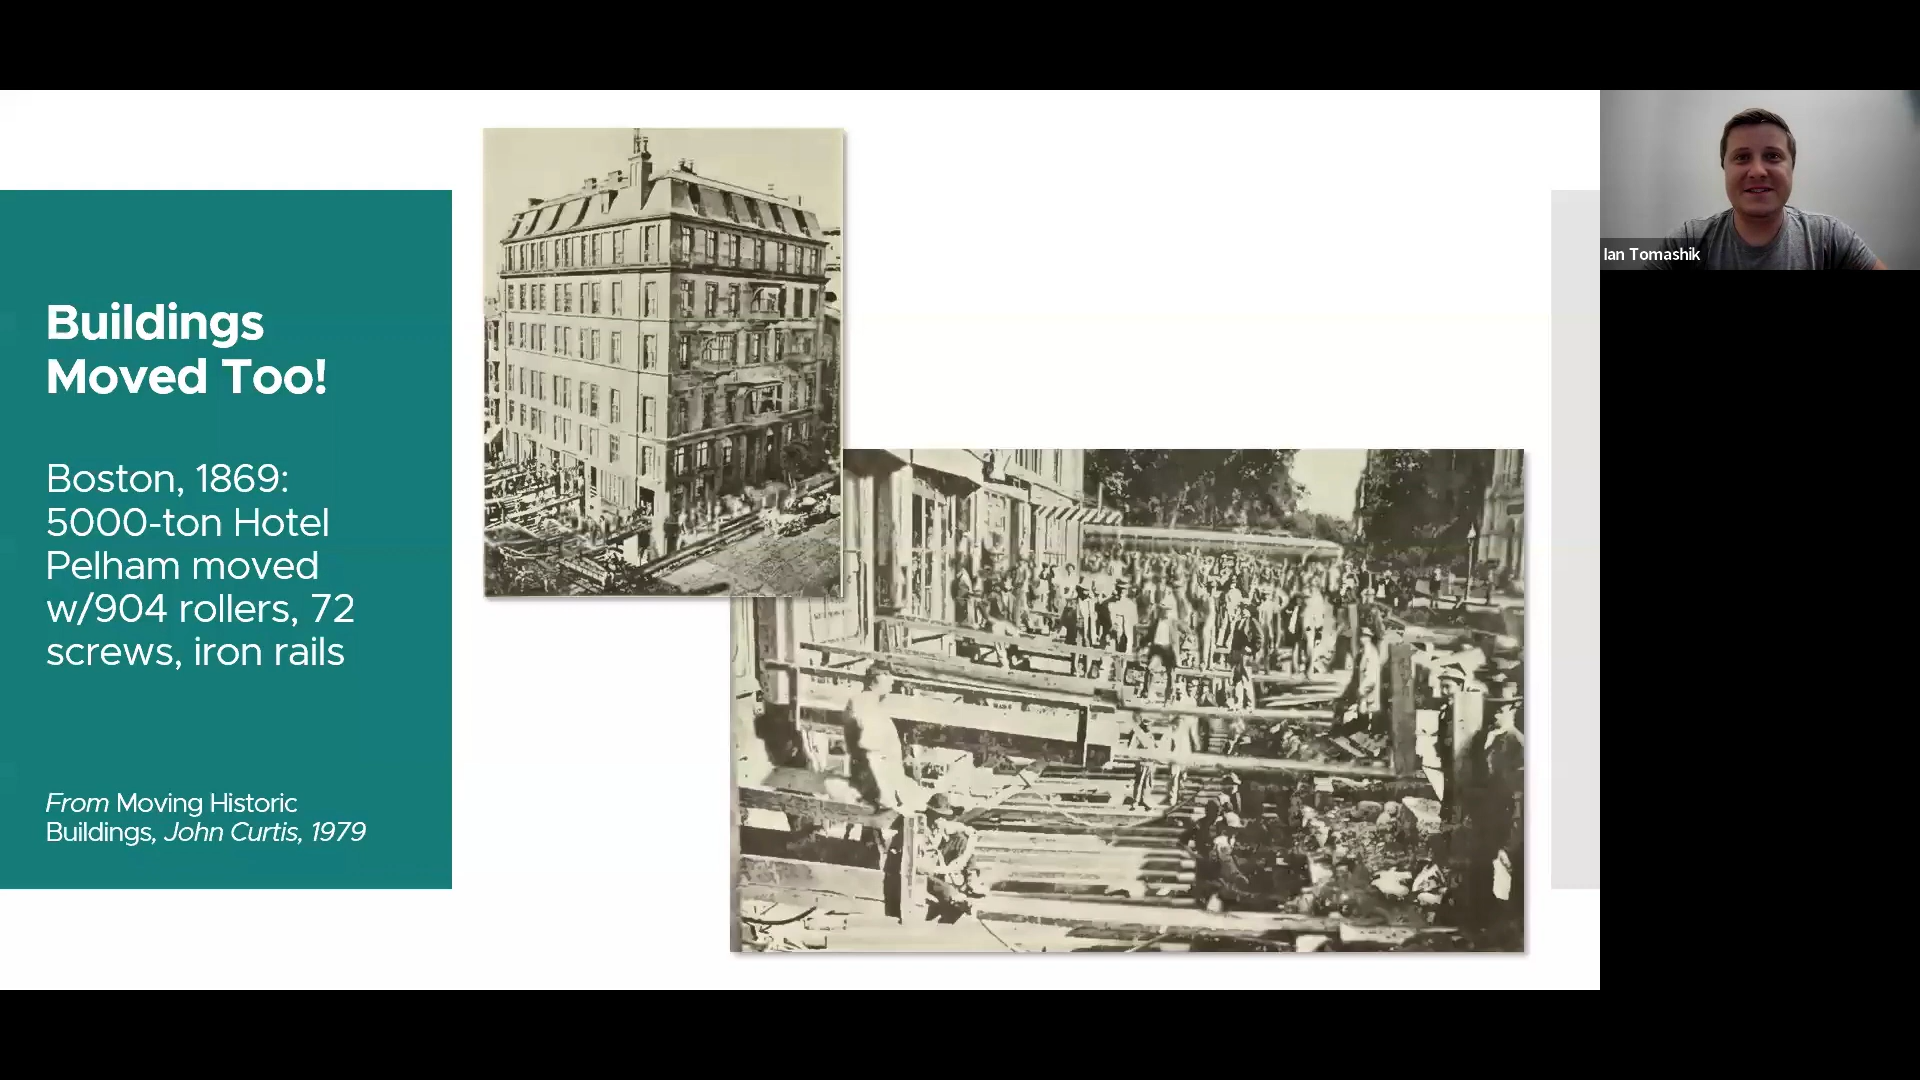 Buildings
Moved Too!
Boston, 1869:
5000-ton Hotel
Pelham moved
w/904 rollers, 72
screws, iron rails
From Moving Historic
Buildings, John Curtis, 1979
Ian Tomashik